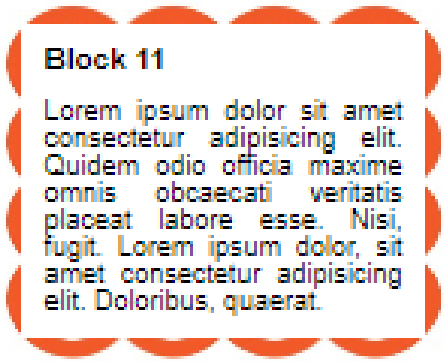 Block 11
Lorem ipsum dolor sit amet
consectetur adipisicing elit.
Quidem odio officia maxime
omnis obcaecati veritatis
placeat labore esse. Nisi,
fugit. Lorem ipsum dolor, sit
amet consectetur adipisicing
elit. Doloribus, quaerat.